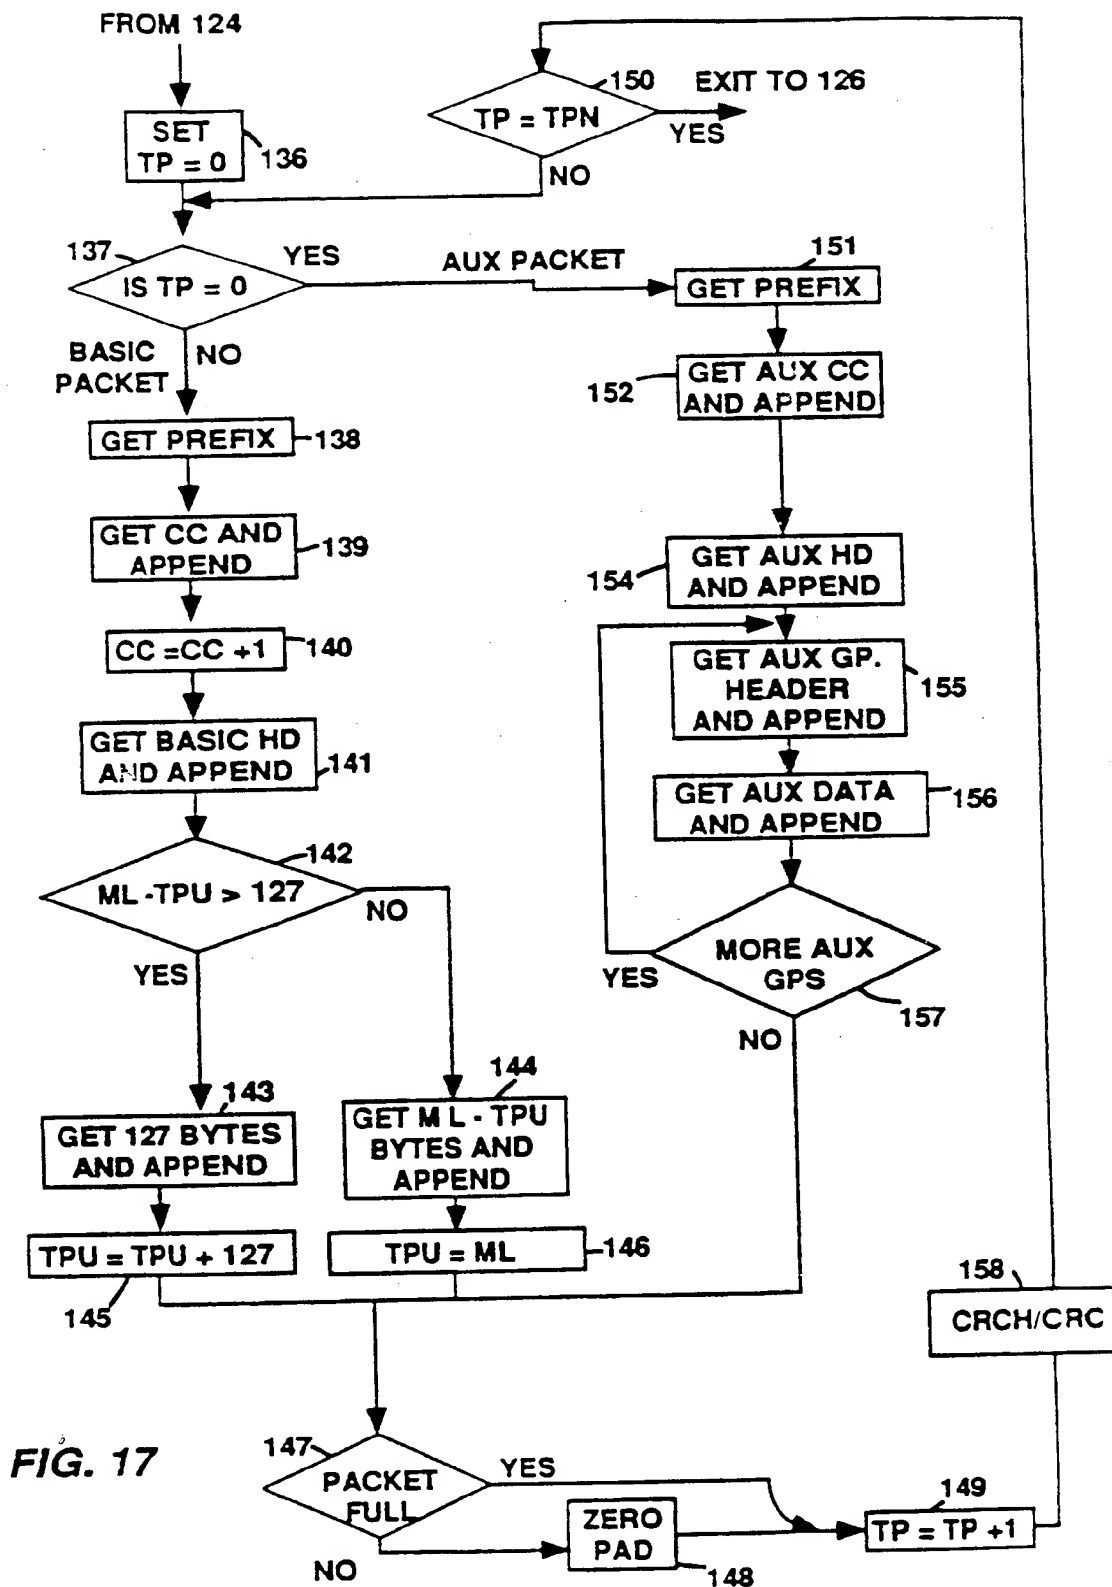 FROM 124
SET
TP = 0
136
150
TP = TPN
EXIT TO 126
YES
NO
137
IS TP = 0
YES
AUX PACKET
151
GET PREFIX
BASIC
PACKET
NO
152
GET AUX CC
AND APPEND
GET PREFIX
138
GET CC AND
APPEND
139
154
GET AUX HD
AND APPEND
CC =CC +1
140
GET AUX GP.
HEADER
AND APPEND
155
GET BASIC HD
AND APPEND
141
GET AUX DATA
AND APPEND
156
142
ML -TPU > 127
NO
YES
MORE AUX
GPS
YES
157
NO
143
GET 127 BYTES
AND APPEND
144
GET ML - TPU
BYTES AND
APPEND
TPU = TPU + 127
145
TPU = ML
146
158
CRCH/CRC
FIG. 17
147
PACKET
FULL
YES
NO
ZERO
PAD
148
149
TP = TP +1